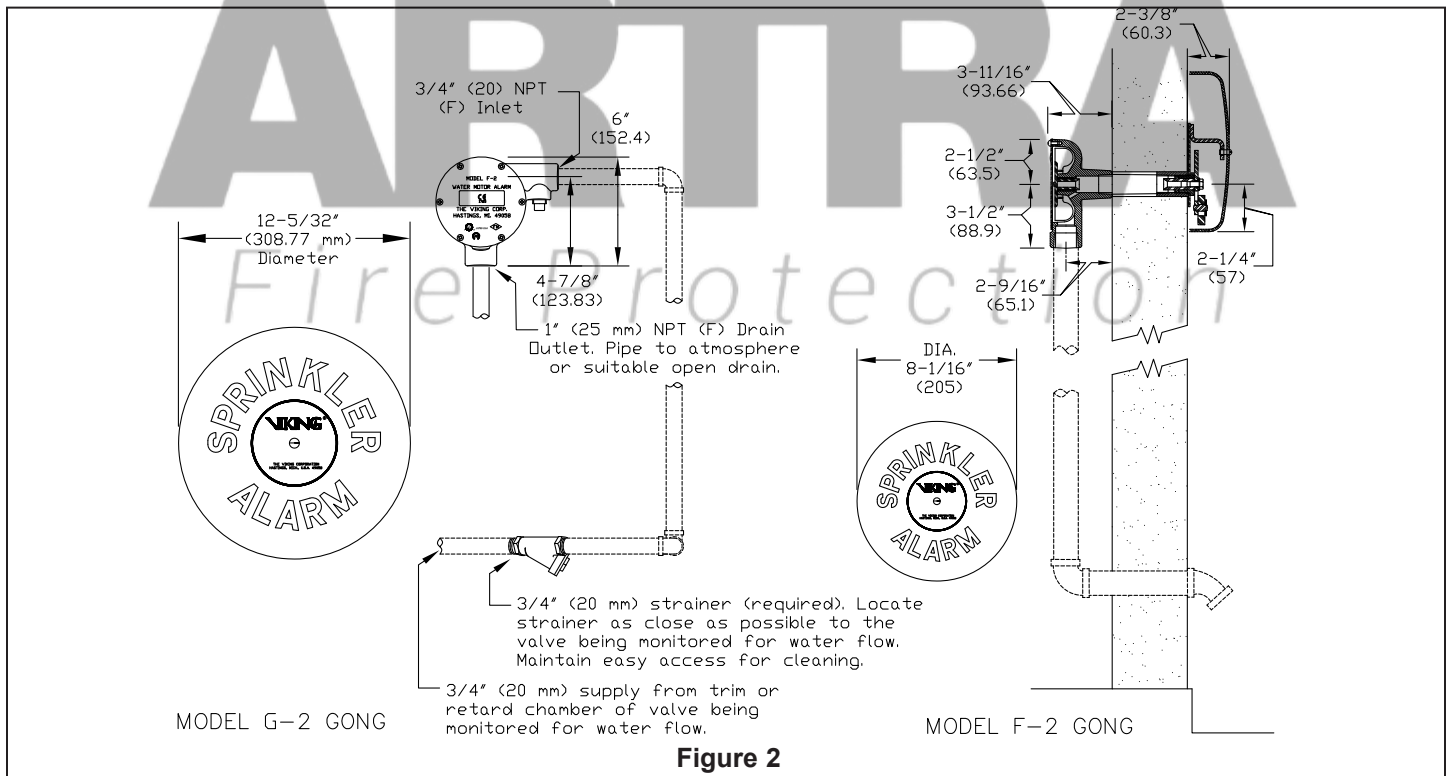 ARTRA
Fire Protection
3/4" (20) NPT
(F) Inlet
6"
(152.4)
MODEL F-2
WATER MOTOR ALARM
THE VIKING CORP.
HASTINGS, MI. 49058
12-5/32"
(308.77 mm)
Diameter
4-7/8"
(123.83)
1" (25 mm) NPT (F) Drain
Outlet. Pipe to atmosphere
or suitable open drain.
SPRINKLER
VIKING®
THE VIKING CORPORATION
HASTINGS, MICH., U.S.A. 49058
ALARM
3/4" (20 mm) strainer (required). Locate
strainer as close as possible to the
valve being monitored for water flow.
Maintain easy access for cleaning.
3/4" (20 mm) supply from trim or
retard chamber of valve being
monitored for water flow.
MODEL G-2 GONG
2-3/8"
(60.3)
3-11/16"
(93.66)
2-1/2"
(63.5)
3-1/2"
(88.9)
2-9/16"
(65.1)
2-1/4"
(57)
DIA.
8-1/16"
(205)
SPRINKLER
VIKING®
ALARM
MODEL F-2 GONG
Figure 2